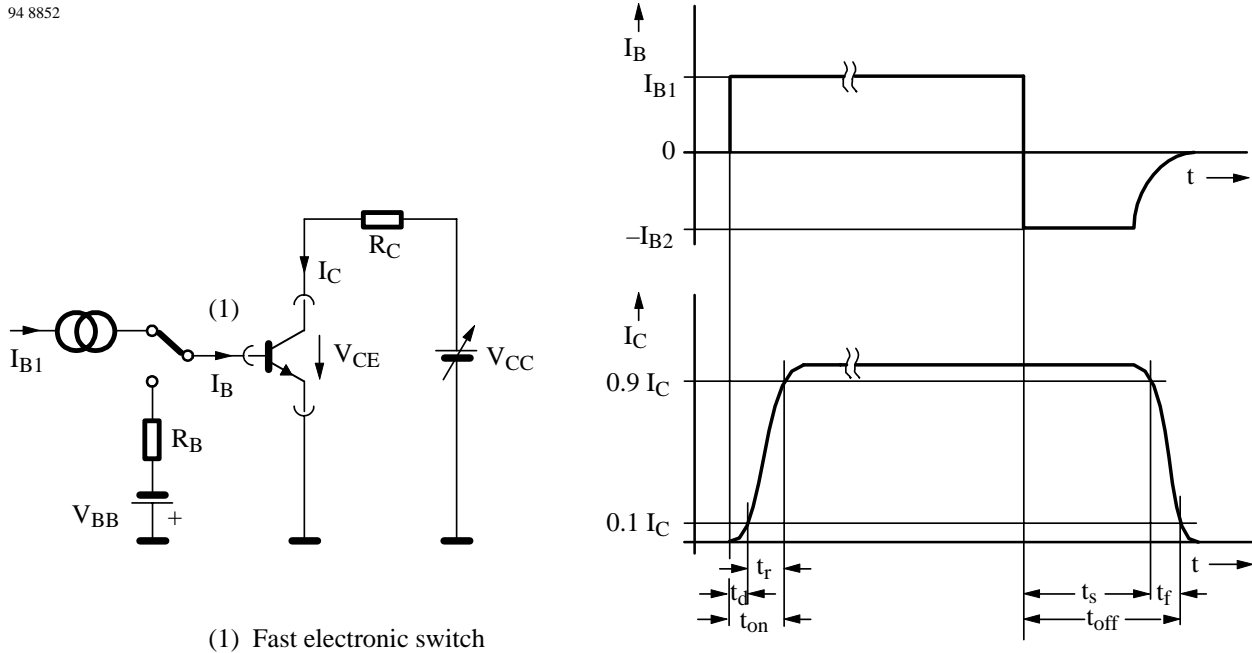 94 8852
I_B
I_B1
0
t
–I_B2
R_C
I_C
(1)
I_B1
I_B
V_CE
V_CC
R_B
V_BB
+
I_C
0.9 I_C
0.1 I_C
t
t_r
t_d
t_s
t_f
t_on
t_off
(1) Fast electronic switch